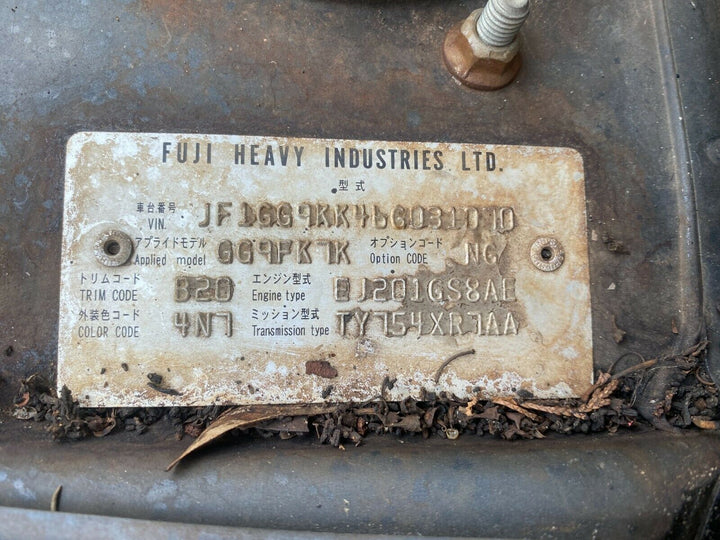 FUJI HEAVY INDUSTRIES LTD.
型式
車台番号 VIN. JF1GG9KK46G031070
アプライドモデル オプションコード
Applied model GG9FK7K Option CODE NC
トリムコード エンジン型式
TRIM CODE B20 Engine type EJ201GS8AE
外装色コード ミッション型式
COLOR CODE 4N7 Transmission type TY754XR7AA